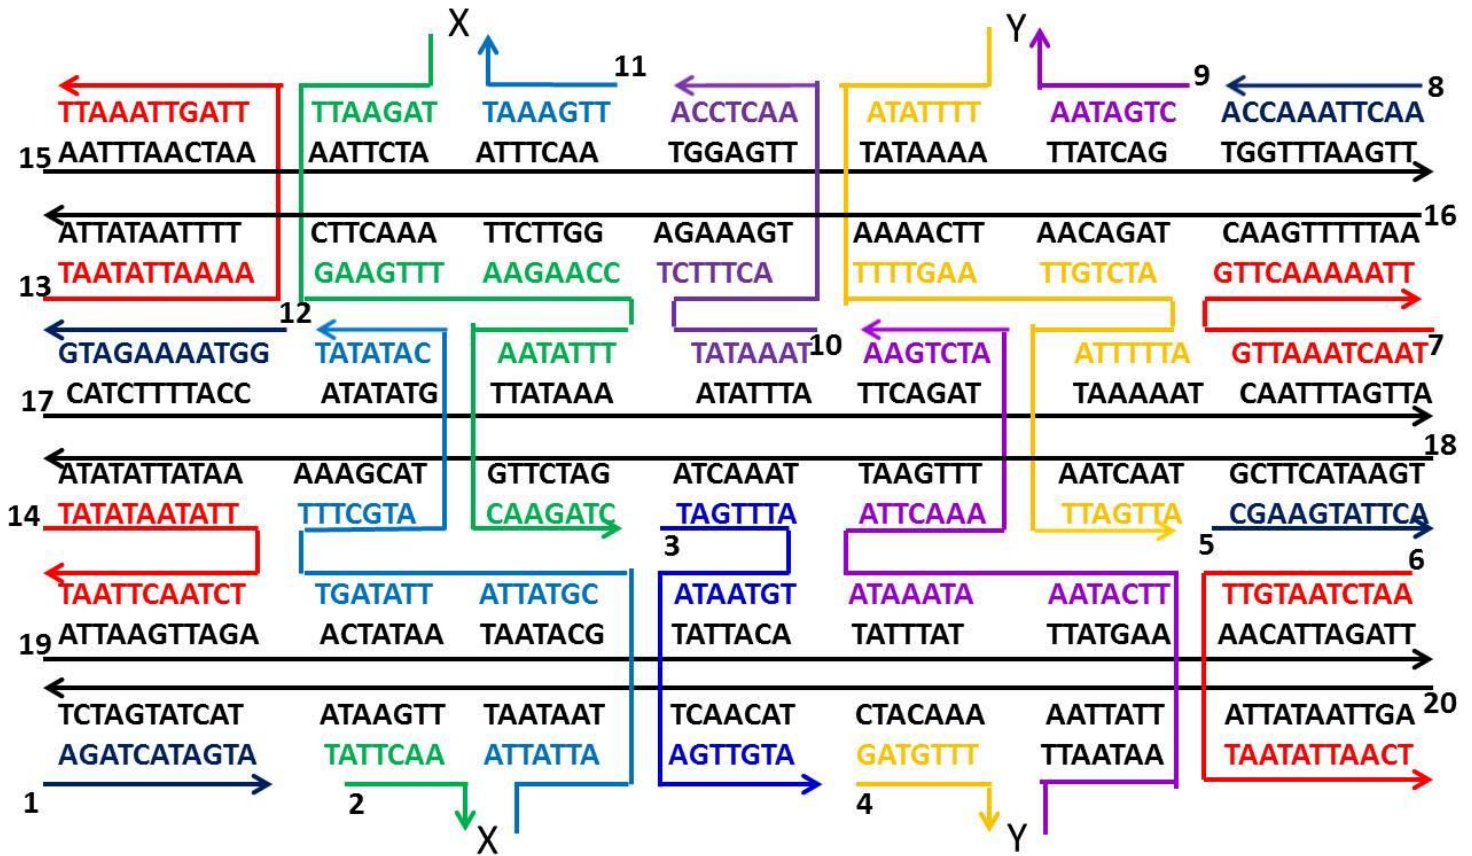 X Y
11 9 8
TTAAATTGATT TTAAGAT TAAAGTT ACCTCAA ATATTTT AATAGTC ACCAAATTCAA
15 AATTTAACTAA AATTCTA ATTTCAA TGGAGTT TATAAAA TTATCAG TGGTTTAAGTT
16
ATTATAATTTT CTTCAAA TTCTTGG AGAAAGT AAAACTT AACAGAT CAAGTTTTTAA
13 TAATATTAAAA GAAGTTT AAGAACC TCTTTCA TTTTGAA TTGTCTA GTTCAAAAATT
12
GTAGAAAATGG TATATAC AATATTT TATAAAT 10 AAGTCTA ATTTTTA GTTAAATCAAT 7
17 CATCTTTTACC ATATATG TTATAAA ATATTTA TTCAGAT TAAAAAT CAATTTAGTTA
18
ATATATTATAA AAAGCAT GTTCTAG ATCAAAT TAAGTTT AATCAAT GCTTCATAAGT
14 TATATAATATT TTTCGTA CAAGATC TAGTTTA ATTCAAA TTAGTTA CGAAGTATTCA
3 5 6
TAATTCAATCT TGATATT ATTATGC ATAATGT ATAAATA AATACTT TTGTAATCTAA
19 ATTAAGTTAGA ACTATAA TAATACG TATTACA TATTTAT TTATGAA AACATTAGATT
TCTAGTATCAT ATAAGTT TAATAAT TCAACAT CTACAAA AATTATT ATTATAATTGA 20
AGATCATAGTA TATTCAA ATTATTA AGTTGTA GATGTTT TTAATAA TAATATTAACT
1 2 4
X Y